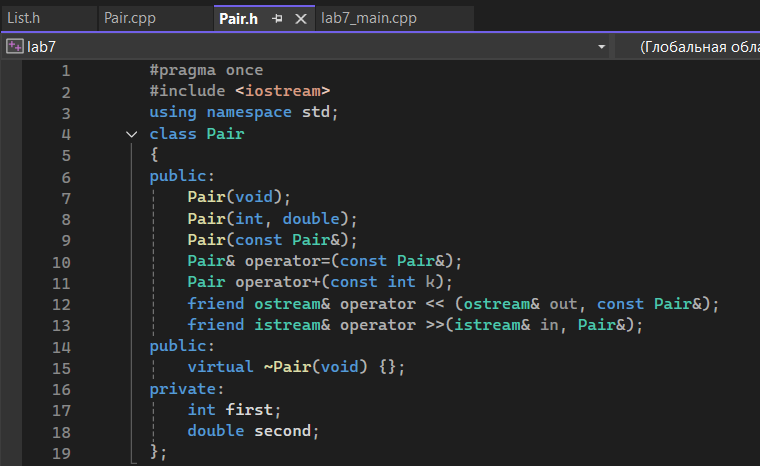 List.h Pair.cpp Pair.h lab7_main.cpp
lab7 (Глобальная обла
1 #pragma once
2 #include <iostream>
3 using namespace std;
4 class Pair
5 {
6 public:
7 Pair(void);
8 Pair(int, double);
9 Pair(const Pair&);
10 Pair& operator=(const Pair&);
11 Pair operator+(const int k);
12 friend ostream& operator << (ostream& out, const Pair&);
13 friend istream& operator >>(istream& in, Pair&);
14 public:
15 virtual ~Pair(void) {};
16 private:
17 int first;
18 double second;
19 };